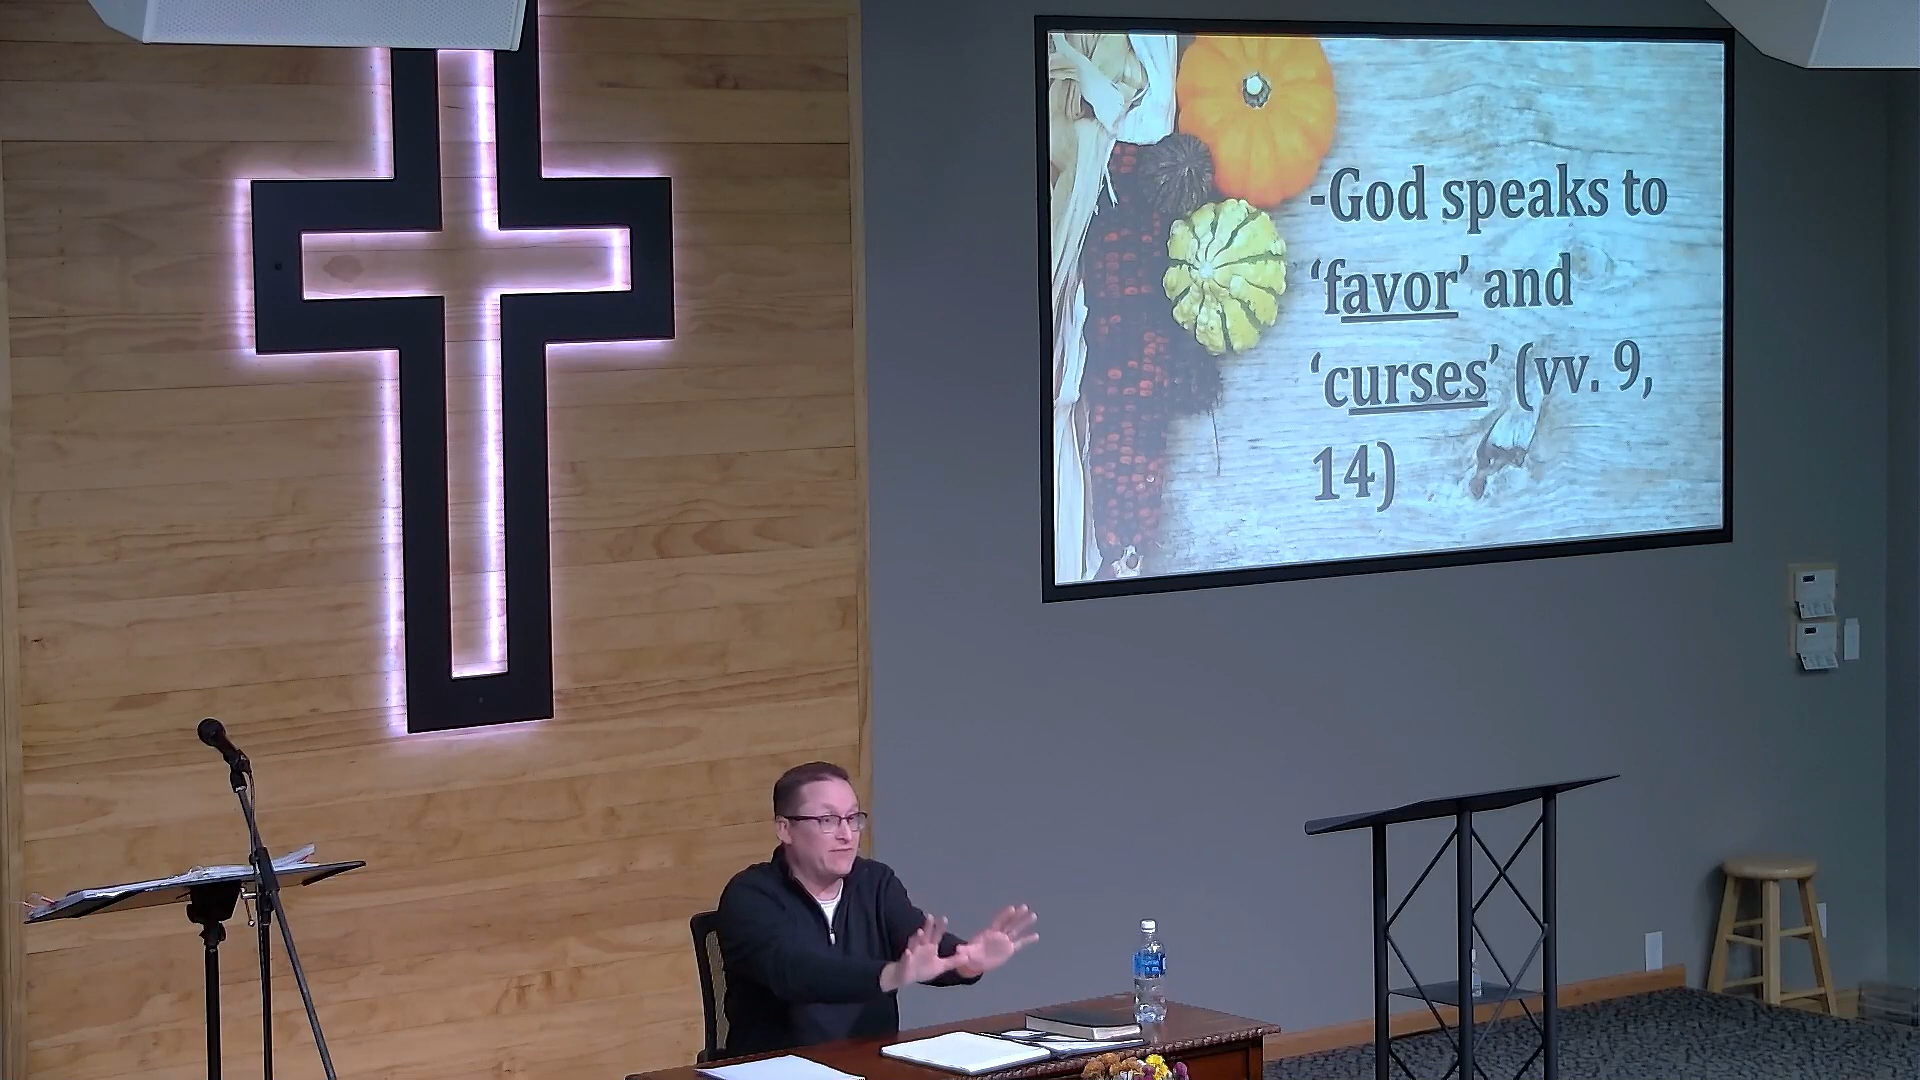 -God speaks to
‘favor’ and
‘curses’ (vv. 9,
14)